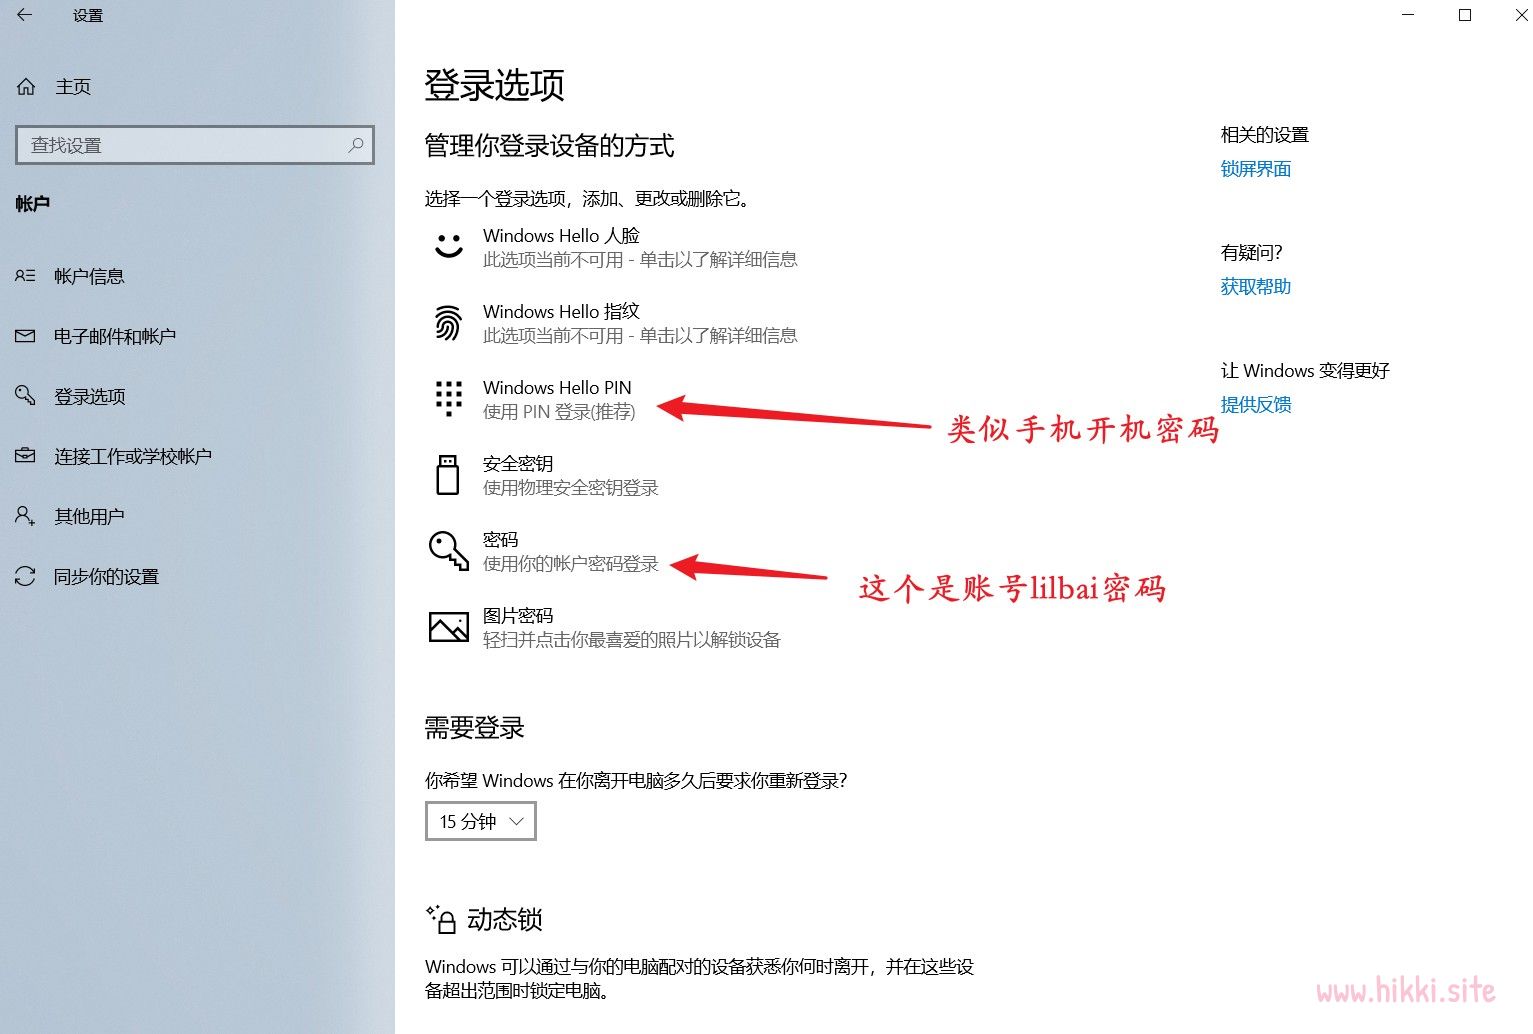 设置
主页
查找设置
帐户
帐户信息
电子邮件和帐户
登录选项
连接工作或学校帐户
其他用户
同步你的设置
登录选项
管理你登录设备的方式
选择一个登录选项，添加、更改或删除它。
Windows Hello 人脸
此选项当前不可用 - 单击以了解详细信息
Windows Hello 指纹
此选项当前不可用 - 单击以了解详细信息
Windows Hello PIN
使用 PIN 登录(推荐)
类似手机开机密码
安全密钥
使用物理安全密钥登录
密码
使用你的帐户密码登录
这个是账号lilbai密码
图片密码
轻扫并点击你最喜爱的照片以解锁设备
需要登录
你希望 Windows 在你离开电脑多久后要求你重新登录？
15 分钟
动态锁
Windows 可以通过与你的电脑配对的设备获悉你何时离开，并在这些设
备超出范围时锁定电脑。
相关的设置
锁屏界面
有疑问？
获取帮助
让 Windows 变得更好
提供反馈
www.hikki.site